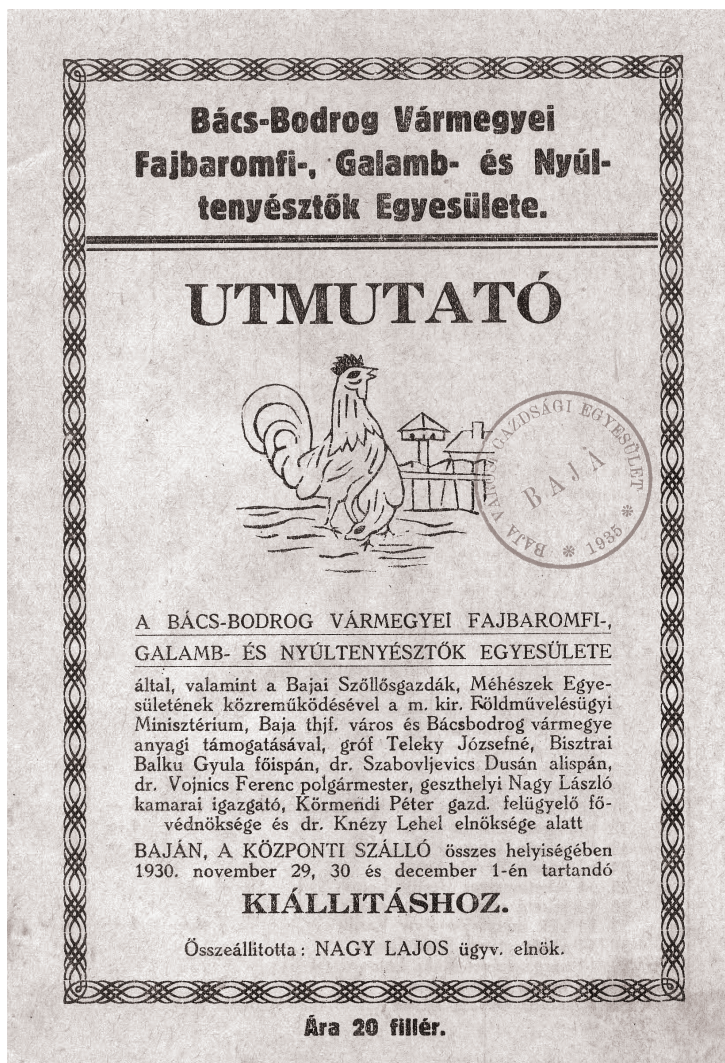 Bács-Bodrog Vármegyei
Fajbaromfi-, Galamb- és Nyúl-
tenyésztők Egyesülete.
UTMUTATÓ
BAJA VÁROSI GAZDSÁGI EGYESÜLET
BAJA
* 1935 *
A BÁCS-BODROG VÁRMEGYEI FAJBAROMFI-,
GALAMB- ÉS NYÚLTENYÉSZTŐK EGYESÜLETE
által, valamint a Bajai Szőllősgazdák, Méhészek Egye-
sületének közreműködésével a m. kir. Földművelésügyi
Minisztérium, Baja thjf. város és Bácsbodrog vármegye
anyagi támogatásával, gróf Teleky Józsefné, Bisztrai
Balku Gyula főispán, dr. Szabovljevics Dusán alispán,
dr. Vojnics Ferenc polgármester, geszthelyi Nagy László
kamarai igazgató, Körmendi Péter gazd. felügyelő fő-
védnöksége és dr. Knézy Lehel elnöksége alatt
BAJÁN, A KÖZPONTI SZÁLLÓ összes helyiségében
1930. november 29, 30 és december 1-én tartandó
KIÁLLITÁSHOZ.
Összeállitotta: NAGY LAJOS ügyv. elnök.
Ára 20 fillér.